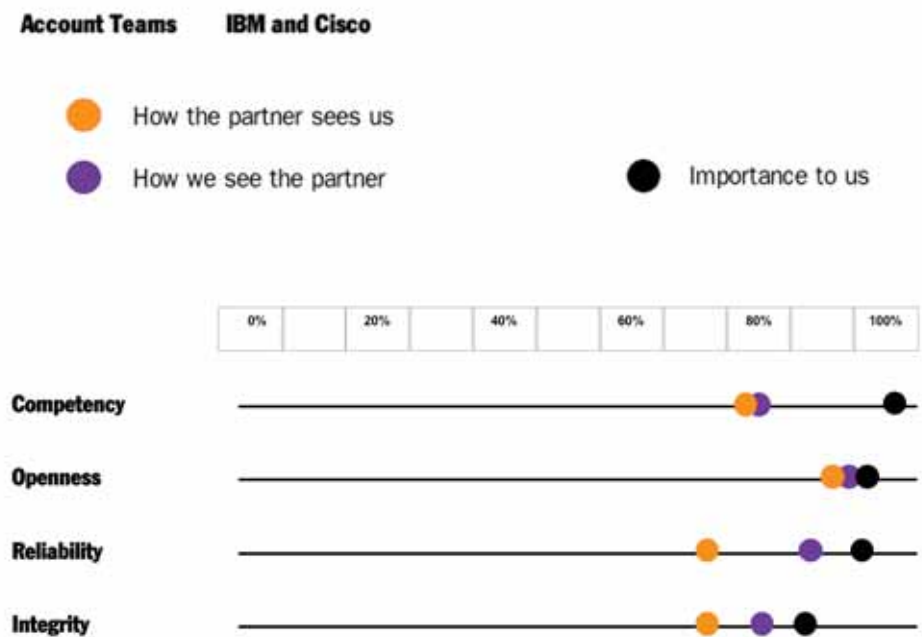 Account Teams IBM and Cisco
How the partner sees us
How we see the partner
Importance to us
0% 20% 40% 60% 80% 100%
Competency
Openness
Reliability
Integrity